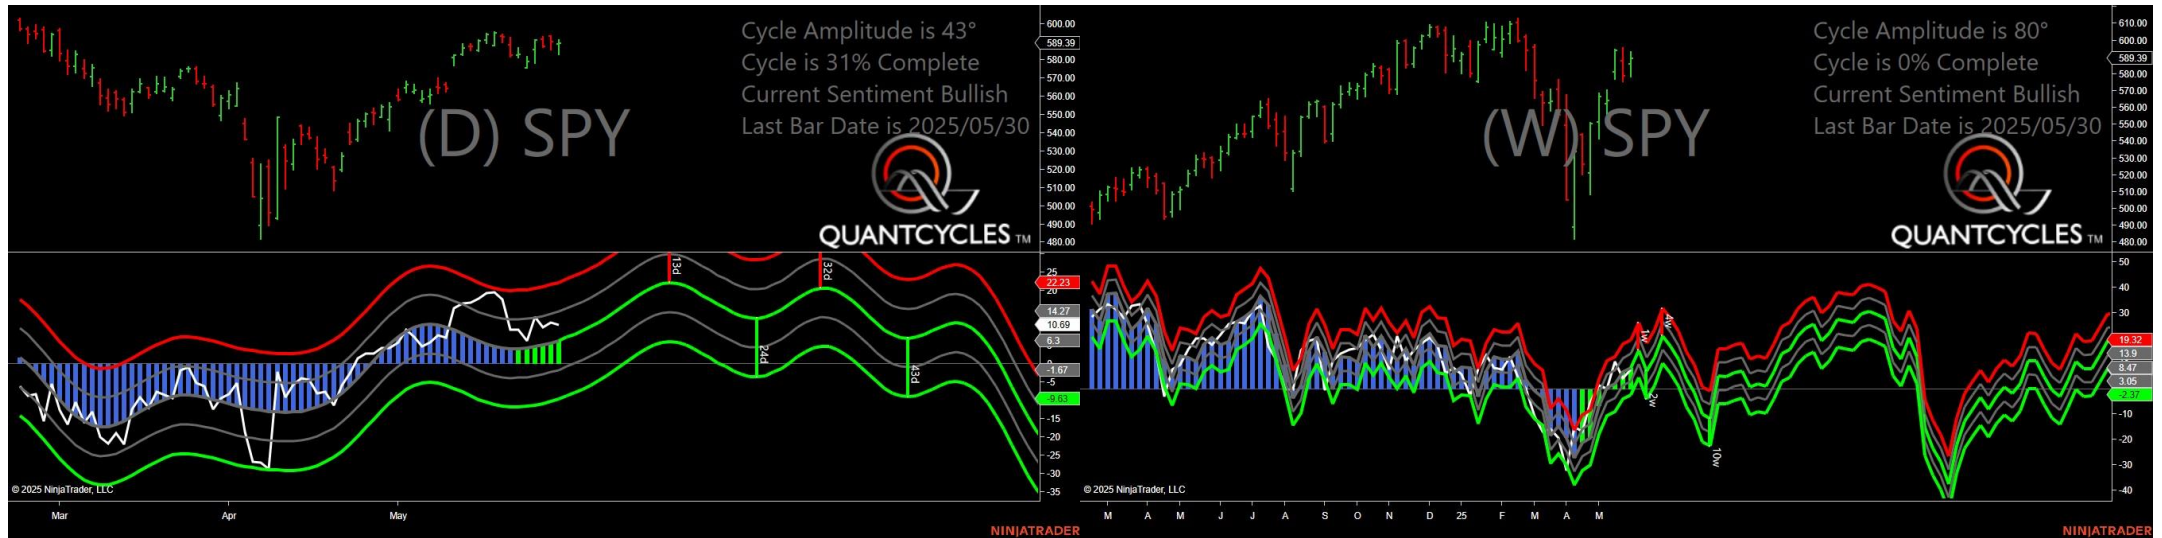 Cycle Amplitude is 43°
Cycle is 31% Complete
Current Sentiment Bullish
Last Bar Date is 2025/05/30
(D) SPY
QUANTCYCLES TM
600.00
589.39
580.00
570.00
560.00
550.00
540.00
530.00
520.00
510.00
500.00
490.00
480.00
13d
32d
24d
43d
25
22.23
20
14.27
10.69
6.3
0
-1.67
-5
-9.63
-15
-20
-25
-30
-35
© 2025 NinjaTrader, LLC
Mar
Apr
May
NINJATRADER
Cycle Amplitude is 80°
Cycle is 0% Complete
Current Sentiment Bullish
Last Bar Date is 2025/05/30
(W) SPY
QUANTCYCLES TM
610.00
600.00
589.39
580.00
570.00
560.00
550.00
540.00
530.00
520.00
510.00
500.00
490.00
480.00
1w
4w
2w
10w
50
40
30
19.32
13.9
8.47
3.05
-2.37
-10
-20
-30
-40
© 2025 NinjaTrader, LLC
M A M J J A S O N D 25 F M A M
NINJATRADER